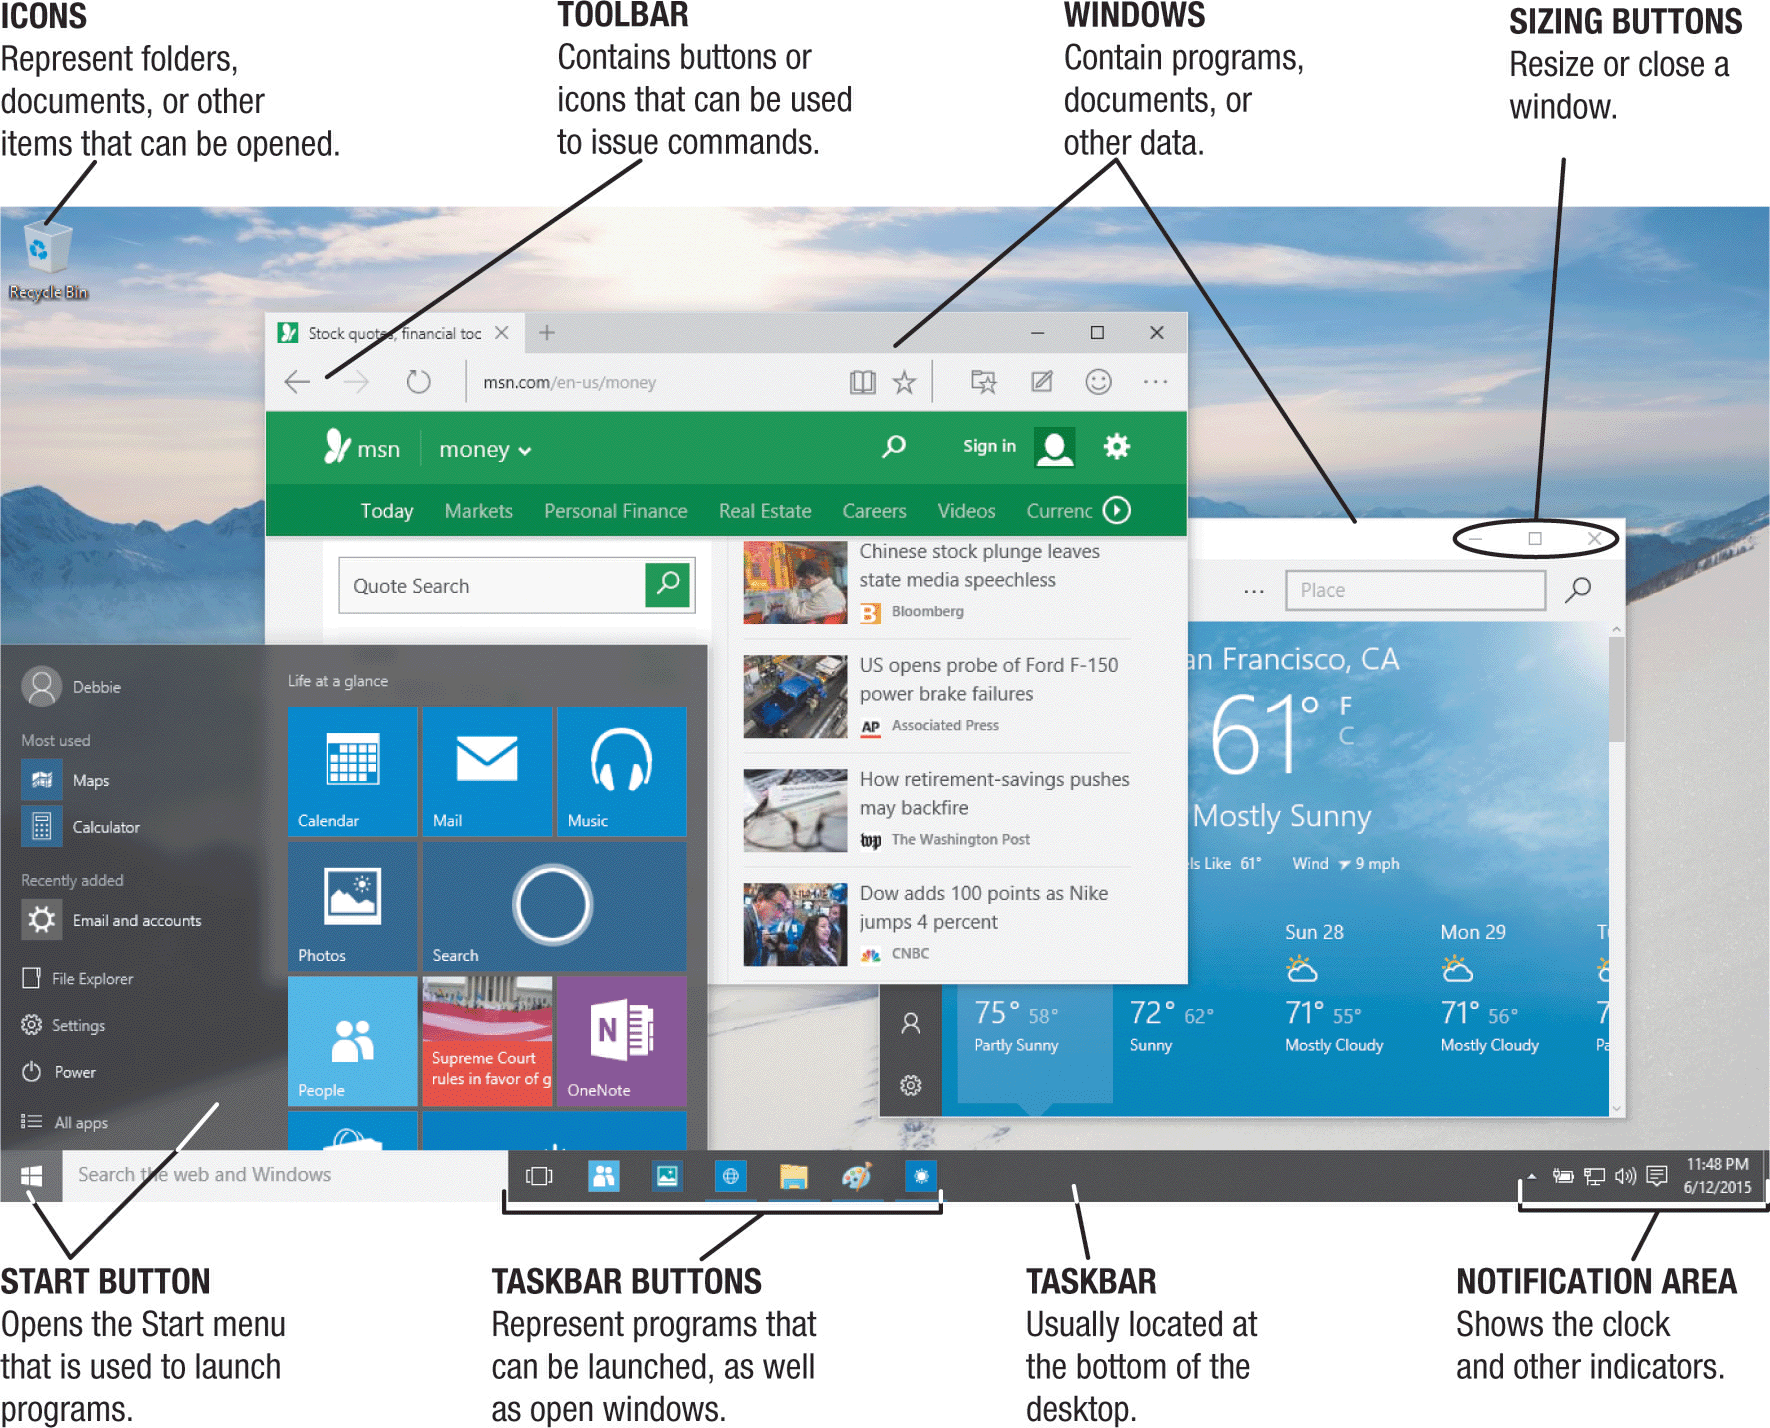 ICONS
Represent folders,
documents, or other
items that can be opened.
TOOLBAR
Contains buttons or
icons that can be used
to issue commands.
WINDOWS
Contain programs,
documents, or
other data.
SIZING BUTTONS
Resize or close a
window.
Recycle Bin
Stock quotes, financial toc
msn.com/en-us/money
msn
money
Sign in
Today Markets Personal Finance Real Estate Careers Videos Currenc
Quote Search
Chinese stock plunge leaves
state media speechless
B Bloomberg
US opens probe of Ford F-150
power brake failures
AP Associated Press
How retirement-savings pushes
may backfire
wp The Washington Post
Dow adds 100 points as Nike
jumps 4 percent
CNBC
Place
an Francisco, CA
61° F
C
Mostly Sunny
ls Like 61° Wind 9 mph
Sun 28 Mon 29 T
75° 58° 72° 62° 71° 55° 71° 56° 7
Partly Sunny Sunny Mostly Cloudy Mostly Cloudy Pa
Debbie
Most used
Maps
Calculator
Recently added
Email and accounts
File Explorer
Settings
Power
All apps
Life at a glance
Calendar Mail Music
Photos Search
People
Supreme Court
rules in favor of g
N
OneNote
Search the web and Windows
11:48 PM
6/12/2015
START BUTTON
Opens the Start menu
that is used to launch
programs.
TASKBAR BUTTONS
Represent programs that
can be launched, as well
as open windows.
TASKBAR
Usually located at
the bottom of the
desktop.
NOTIFICATION AREA
Shows the clock
and other indicators.